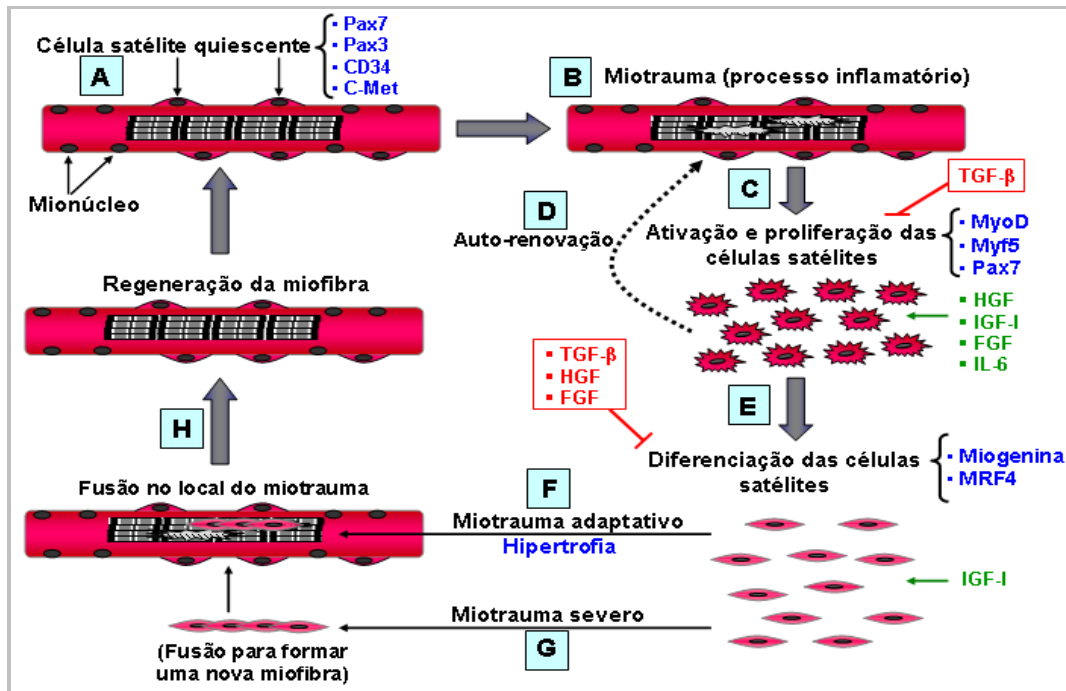 Célula satélite quiescente
▪ Pax7
▪ Pax3
▪ CD34
▪ C-Met
A
Mionúcleo
B
Miotrauma (processo inflamatório)
C
TGF-β
D
Auto-renovação
Ativação e proliferação das
células satélites
▪ MyoD
▪ Myf5
▪ Pax7
▪ HGF
▪ IGF-I
▪ FGF
▪ IL-6
▪ TGF-β
▪ HGF
▪ FGF
E
Diferenciação das células
satélites
▪ Miogenina
▪ MRF4
IGF-I
F
Miotrauma adaptativo
Hipertrofia
Miotrauma severo
G
Fusão no local do miotrauma
(Fusão para formar
uma nova miofibra)
H
Regeneração da miofibra